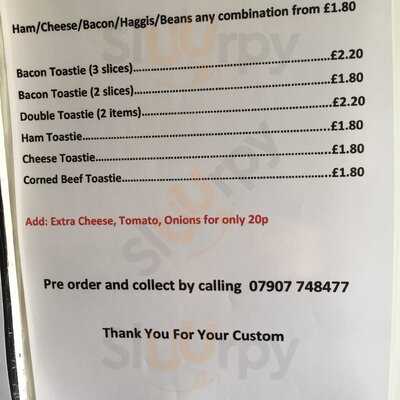 Ham/Cheese/Bacon/Haggis/Beans any combination from £1.80
Bacon Toastie (3 slices)........................................................£2.20
Bacon Toastie (2 slices)........................................................£1.80
Double Toastie (2 items).......................................................£2.20
Ham Toastie.......................................................................£1.80
Cheese Toastie....................................................................£1.80
Corned Beef Toastie.............................................................£1.80
Add: Extra Cheese, Tomato, Onions for only 20p
Pre order and collect by calling 07907 748477
Thank You For Your Custom